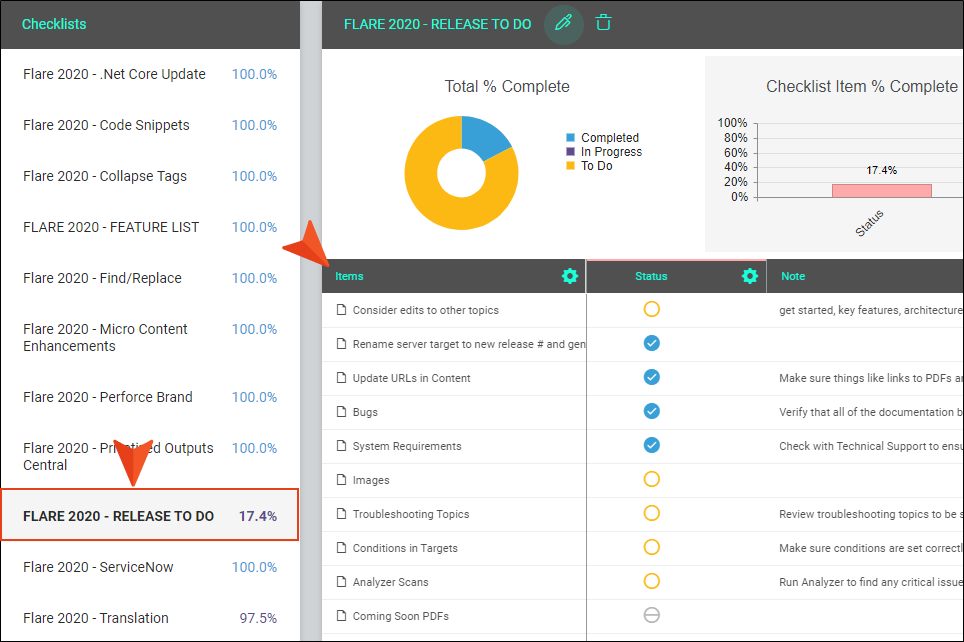 Checklists
Flare 2020 - .Net Core Update 100.0%
Flare 2020 - Code Snippets 100.0%
Flare 2020 - Collapse Tags 100.0%
FLARE 2020 - FEATURE LIST 100.0%
Flare 2020 - Find/Replace 100.0%
Flare 2020 - Micro Content 100.0%
Enhancements
Flare 2020 - Perforce Brand 100.0%
Flare 2020 - Outputs 100.0%
Central
FLARE 2020 - RELEASE TO DO 17.4%
Flare 2020 - ServiceNow 100.0%
Flare 2020 - Translation 97.5%
FLARE 2020 - RELEASE TO DO
Total % Complete
Completed
In Progress
To Do
Checklist Item % Complete
100%
80%
60%
40%
20%
0%
17.4%
Status
Items Status Note
Consider edits to other topics get started, key features, architecture
Rename server target to new release # and gen
Update URLs in Content Make sure things like links to PDFs a
Bugs Verify that all of the documentation b
System Requirements Check with Technical Support to ensu
Images
Troubleshooting Topics Review troubleshooting topics to be s
Conditions in Targets Make sure conditions are set correctl
Analyzer Scans Run Analyzer to find any critical issue
Coming Soon PDFs